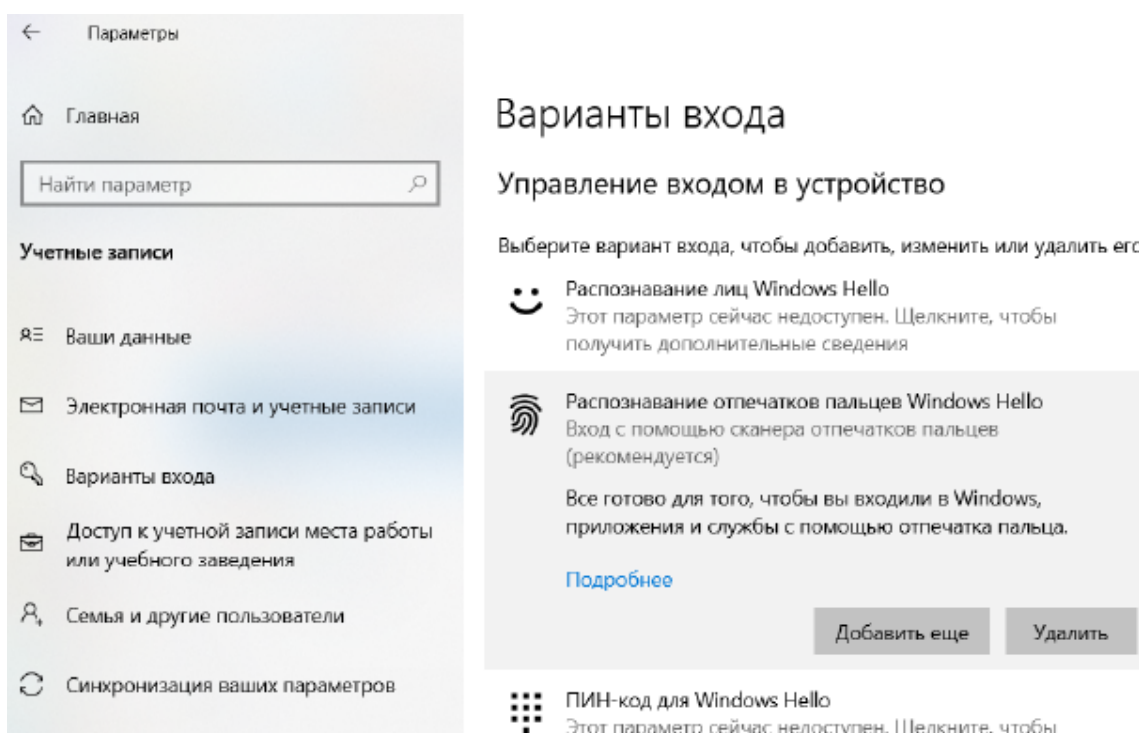 Параметры
Главная
Найти параметр
Учетные записи
Ваши данные
Электронная почта и учетные записи
Варианты входа
Доступ к учетной записи места работы
или учебного заведения
Семья и другие пользователи
Синхронизация ваших параметров
Варианты входа
Управление входом в устройство
Выберите вариант входа, чтобы добавить, изменить или удалить его
Распознавание лиц Windows Hello
Этот параметр сейчас недоступен. Щелкните, чтобы
получить дополнительные сведения
Распознавание отпечатков пальцев Windows Hello
Вход с помощью сканера отпечатков пальцев
(рекомендуется)
Все готово для того, чтобы вы входили в Windows,
приложения и службы с помощью отпечатка пальца.
Подробнее
Добавить еще
Удалить
ПИН-код для Windows Hello
Этот параметр сейчас недоступен. Щелкните, чтобы